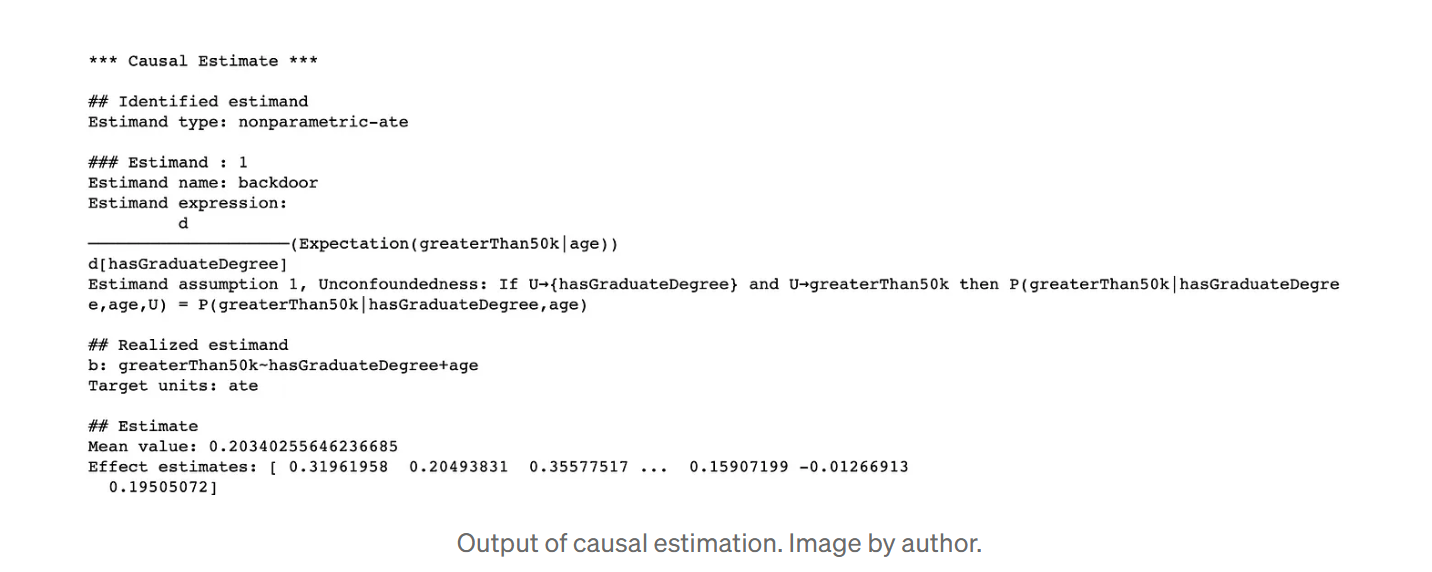 *** Causal Estimate ***
## Identified estimand
Estimand type: nonparametric-ate
### Estimand : 1
Estimand name: backdoor
Estimand expression:
d
────────────────────(Expectation(greaterThan50k|age))
d[hasGraduateDegree]
Estimand assumption 1, Unconfoundedness: If U→{hasGraduateDegree} and U→greaterThan50k then P(greaterThan50k|hasGraduateDegre
e,age,U) = P(greaterThan50k|hasGraduateDegree,age)
## Realized estimand
b: greaterThan50k~hasGraduateDegree+age
Target units: ate
## Estimate
Mean value: 0.20340255646236685
Effect estimates: [ 0.31961958  0.20493831  0.35577517 ...  0.15907199 -0.01266913
0.19505072]
Output of causal estimation. Image by author.